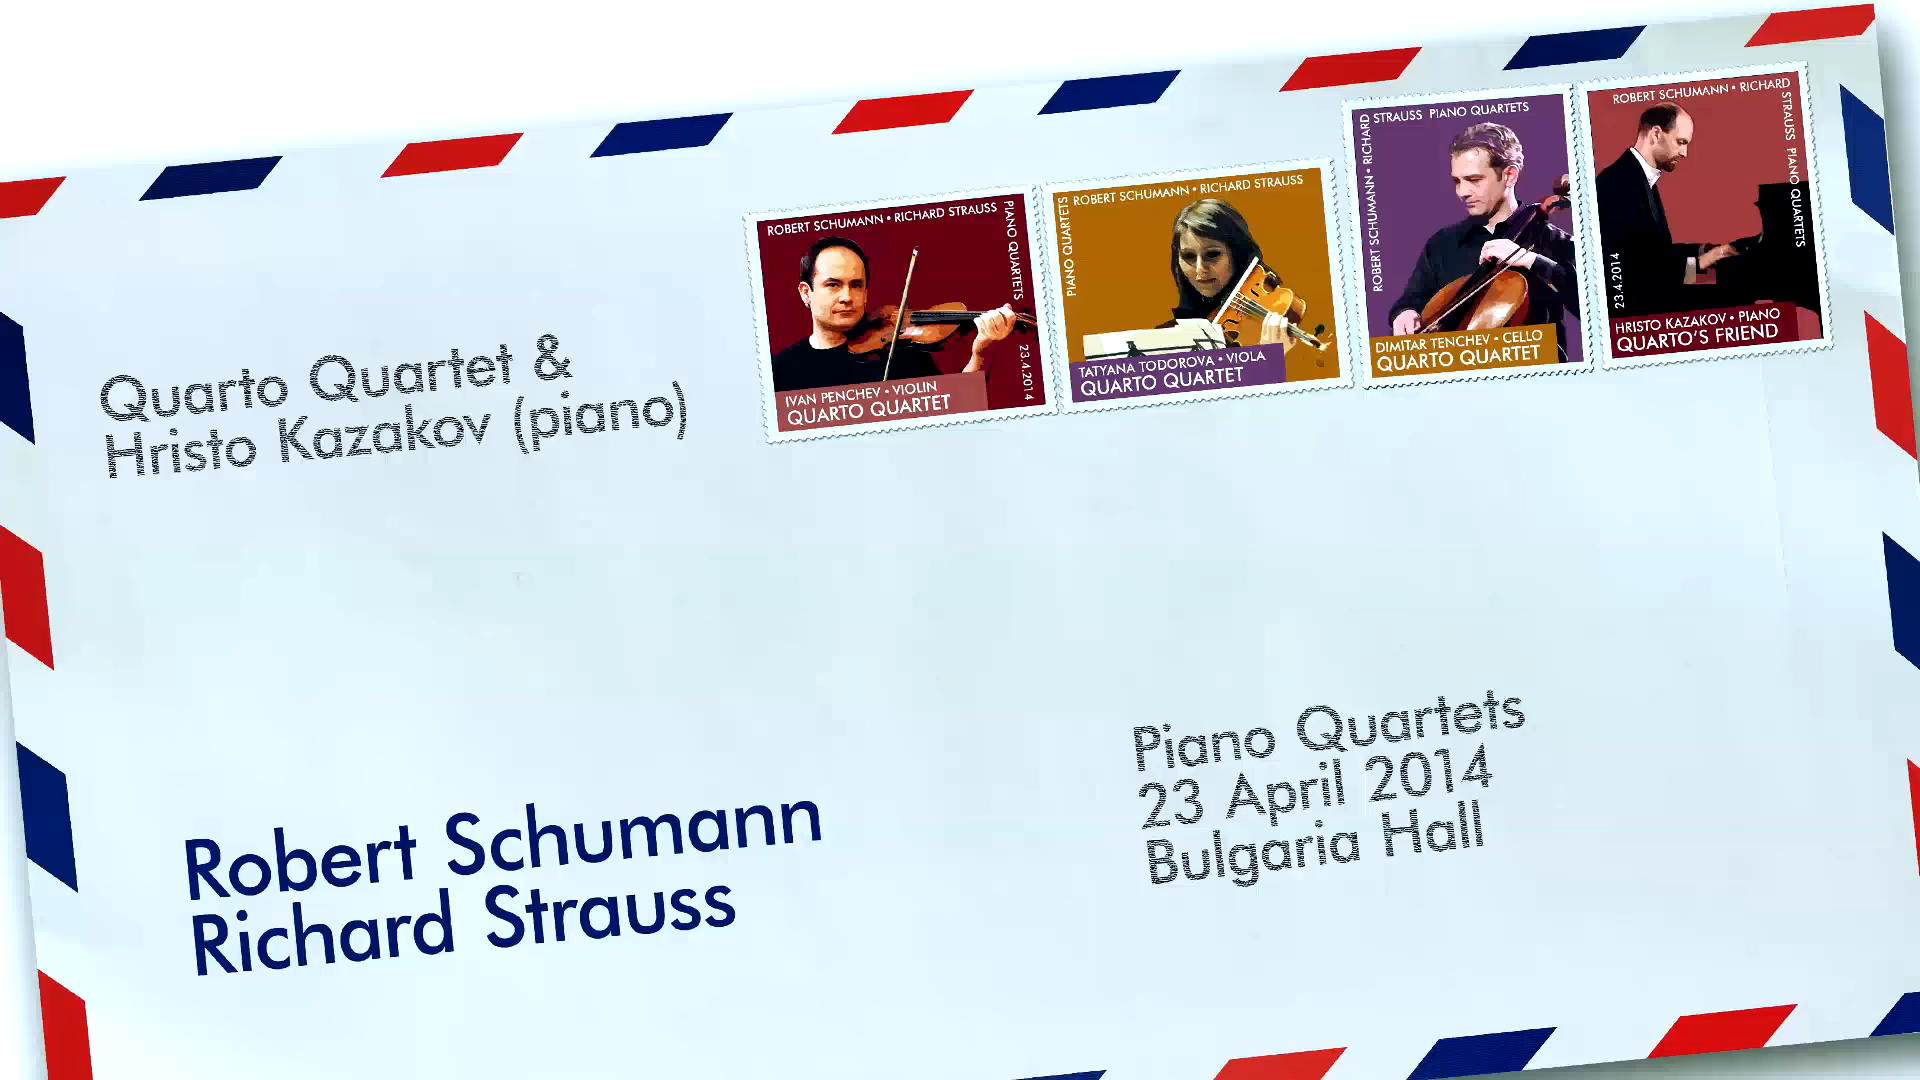 Quarto Quartet &
Hristo Kazakov (piano)
ROBERT SCHUMANN • RICHARD STRAUSS
PIANO QUARTETS
23.4.2014
IVAN PENCHEV • VIOLIN
QUARTO QUARTET
PIANO QUARTETS
ROBERT SCHUMANN • RICHARD STRAUSS
TATYANA TODOROVA • VIOLA
QUARTO QUARTET
ROBERT SCHUMANN • RICHARD
STRAUSS PIANO QUARTETS
DIMITAR TENCHEV • CELLO
QUARTO QUARTET
ROBERT SCHUMANN • RICHARD
STRAUSS PIANO QUARTETS
23.4.2014
HRISTO KAZAKOV • PIANO
QUARTO'S FRIEND
Robert Schumann
Richard Strauss
Piano Quartets
23 April 2014
Bulgaria Hall